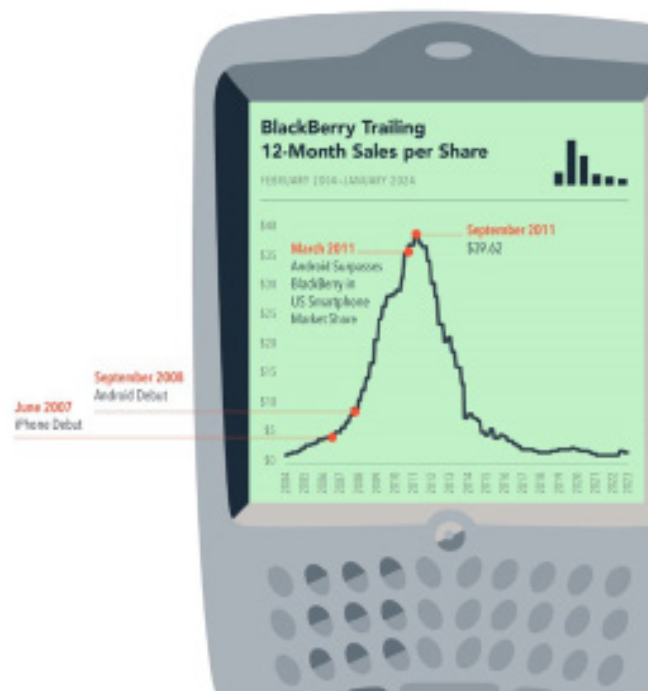 BlackBerry Trailing
12-Month Sales per Share
FEBRUARY 2004–JANUARY 2024
$40
$35
$30
$25
$20
$15
$10
$5
$0
September 2011
$39.62
March 2011
Android Surpasses
BlackBerry in
US Smartphone
Market Share
September 2008
Android Debut
June 2007
iPhone Debut
2004
2005
2006
2007
2008
2009
2010
2011
2012
2013
2014
2015
2016
2017
2018
2019
2020
2021
2022
2023